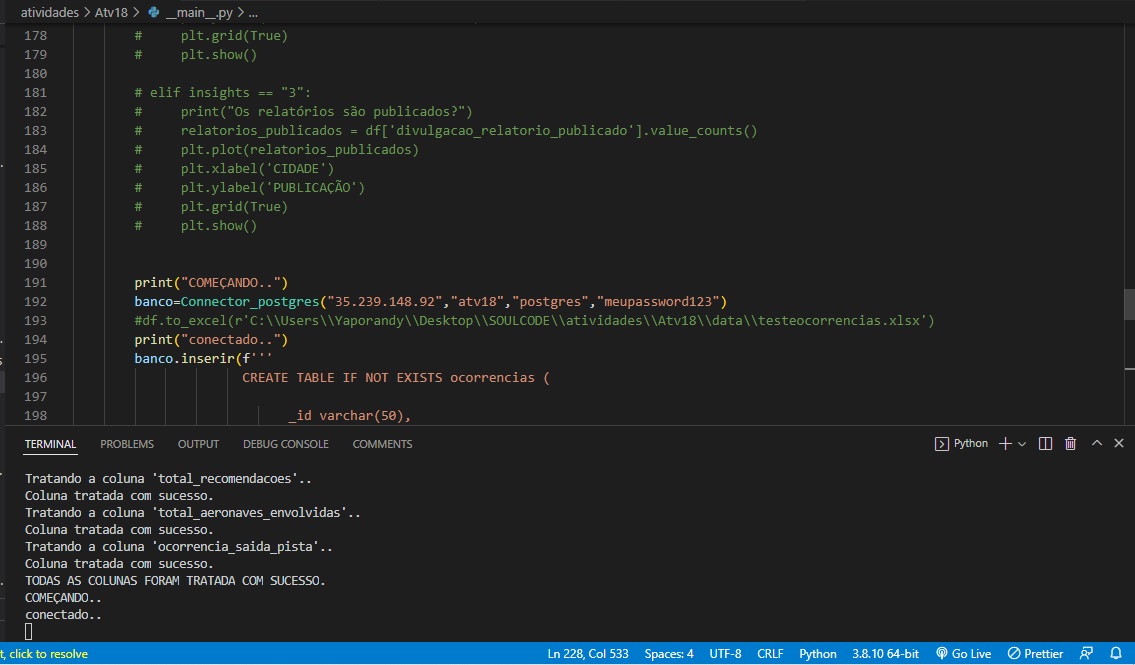 atividades > Atv18 > __main__.py > ...
178 #     plt.grid(True)
179 #     plt.show()
180
181 # elif insights == "3":
182 #     print("Os relatórios são publicados?")
183 #     relatorios_publicados = df['divulgacao_relatorio_publicado'].value_counts()
184 #     plt.plot(relatorios_publicados)
185 #     plt.xlabel('CIDADE')
186 #     plt.ylabel('PUBLICAÇÃO')
187 #     plt.grid(True)
188 #     plt.show()
189
190
191 print("COMEÇANDO..")
192 banco=Connector_postgres("35.239.148.92","atv18","postgres","meupassword123")
193 #df.to_excel(r'C:\\Users\\Yaporandy\\Desktop\\SOULCODE\\atividades\\Atv18\\data\\testeocorrencias.xlsx')
194 print("conectado..")
195 banco.inserir(f'''
196 CREATE TABLE IF NOT EXISTS ocorrencias (
197
198 _id varchar(50),
TERMINAL PROBLEMS OUTPUT DEBUG CONSOLE COMMENTS Python
Tratando a coluna 'total_recomendacoes'..
Coluna tratada com sucesso.
Tratando a coluna 'total_aeronaves_envolvidas'..
Coluna tratada com sucesso.
Tratando a coluna 'ocorrencia_saida_pista'..
Coluna tratada com sucesso.
TODAS AS COLUNAS FORAM TRATADA COM SUCESSO.
COMEÇANDO..
conectado..
t, click to resolve Ln 228, Col 533 Spaces: 4 UTF-8 CRLF Python 3.8.10 64-bit Go Live Prettier